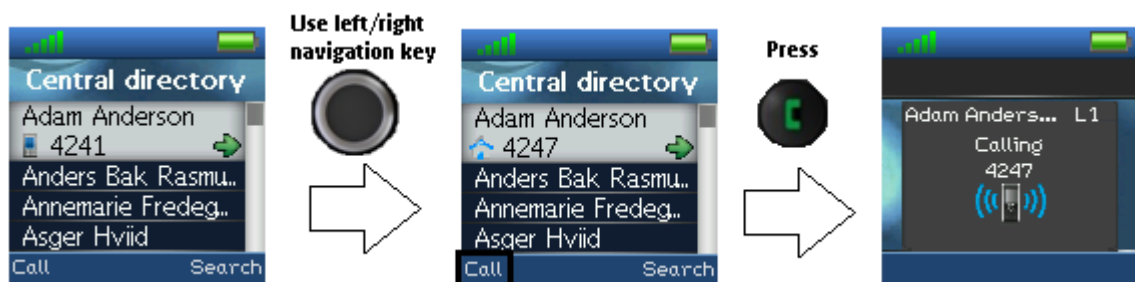 Central directory
Adam Anderson
4241
Anders Bak Rasmu..
Annemarie Fredeg..
Asger Hviid
Call Search
Use left/right
navigation key
Central directory
Adam Anderson
4247
Anders Bak Rasmu..
Annemarie Fredeg..
Asger Hviid
Call Search
Press
Adam Anders... L1
Calling
4247